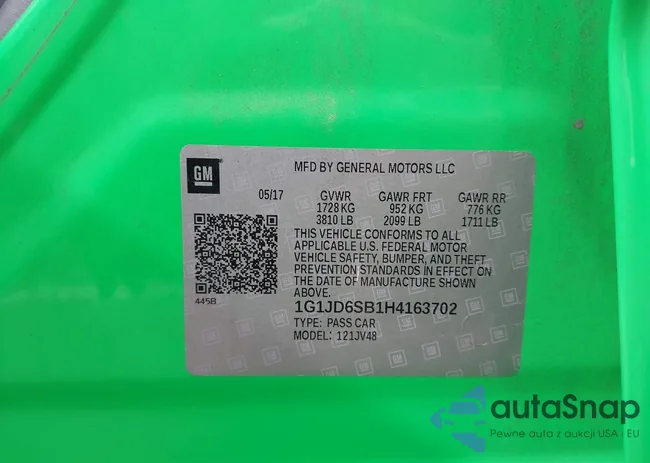 GM
MFD BY GENERAL MOTORS LLC
05/17 GVWR GAWR FRT GAWR RR
1728 KG 952 KG 776 KG
3810 LB 2099 LB 1711 LB
THIS VEHICLE CONFORMS TO ALL
APPLICABLE U.S. FEDERAL MOTOR
VEHICLE SAFETY, BUMPER, AND THEFT
PREVENTION STANDARDS IN EFFECT ON
THE DATE OF MANUFACTURE SHOWN
ABOVE.
445B
1G1JD6SB1H4163702
TYPE: PASS CAR
MODEL: 121JV48
autaSnap
Pewne auta z aukcji USA i EU